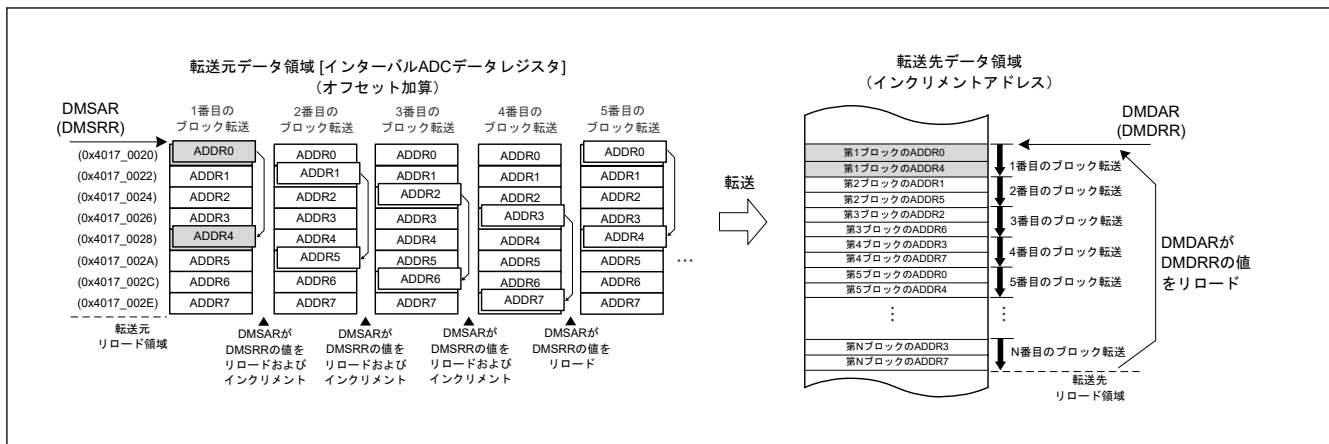 転送元データ領域 [インターバルADCデータレジスタ]
(オフセット加算)
DMSAR
(DMSRR)
1番目の
ブロック転送
2番目の
ブロック転送
3番目の
ブロック転送
4番目の
ブロック転送
5番目の
ブロック転送
(0x4017_0020) ADDR0 ADDR0 ADDR0 ADDR0 ADDR0
(0x4017_0022) ADDR1 ADDR1 ADDR1 ADDR1 ADDR1
(0x4017_0024) ADDR2 ADDR2 ADDR2 ADDR2 ADDR2
(0x4017_0026) ADDR3 ADDR3 ADDR3 ADDR3 ADDR3
(0x4017_0028) ADDR4 ADDR4 ADDR4 ADDR4 ADDR4
(0x4017_002A) ADDR5 ADDR5 ADDR5 ADDR5 ADDR5
(0x4017_002C) ADDR6 ADDR6 ADDR6 ADDR6 ADDR6
(0x4017_002E) ADDR7 ADDR7 ADDR7 ADDR7 ADDR7
…
転送元
リロード領域
DMSARが
DMSRRの値を
リロードおよび
インクリメント
DMSARが
DMSRRの値を
リロードおよび
インクリメント
DMSARが
DMSRRの値を
リロードおよび
インクリメント
DMSARが
DMSRRの値を
リロード
転送
転送先データ領域
(インクリメントアドレス)
DMDAR
(DMDRR)
第1ブロックのADDR0
第1ブロックのADDR4
第2ブロックのADDR1
第2ブロックのADDR5
第3ブロックのADDR2
第3ブロックのADDR6
第4ブロックのADDR3
第4ブロックのADDR7
第5ブロックのADDR0
第5ブロックのADDR4
⋮
第NブロックのADDR3
第NブロックのADDR7
1番目のブロック転送
2番目のブロック転送
3番目のブロック転送
4番目のブロック転送
5番目のブロック転送
⋮
N番目のブロック転送
転送先
リロード領域
DMDARが
DMDRRの値
をリロード